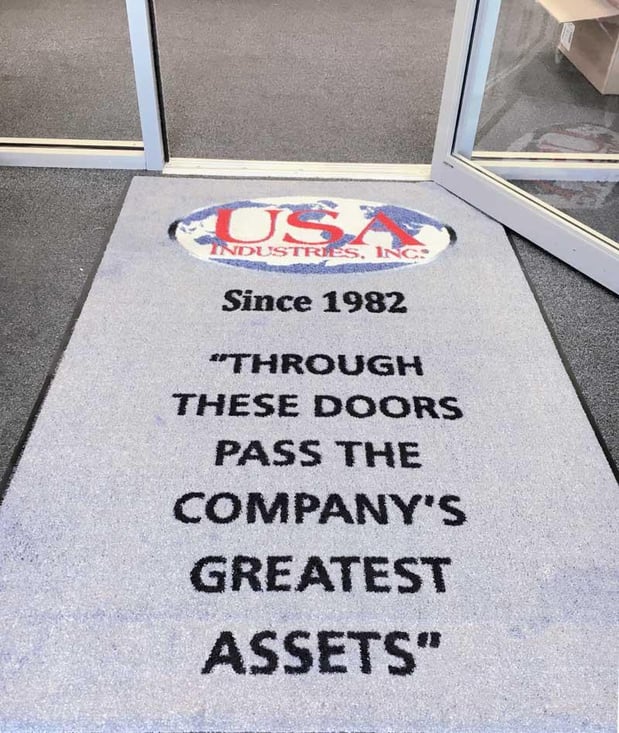 USA
INDUSTRIES, INC.
Since 1982
"THROUGH
THESE DOORS
PASS THE
COMPANY'S
GREATEST
ASSETS"